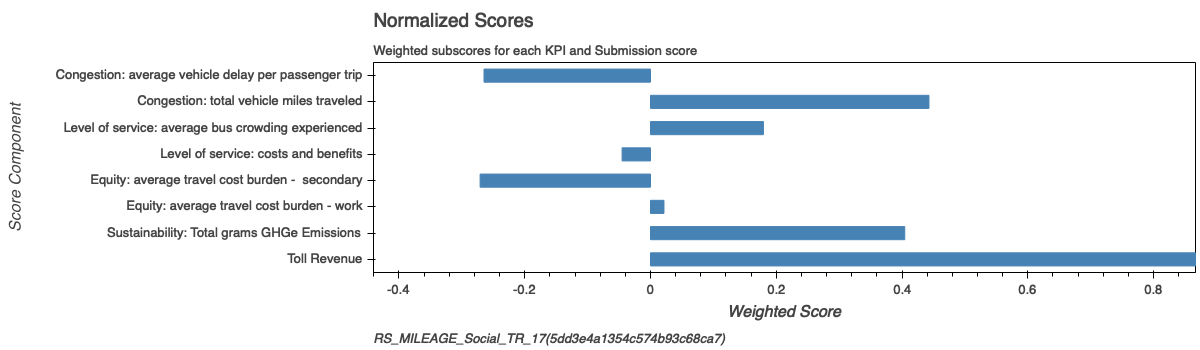 Normalized Scores
Weighted subscores for each KPI and Submission score
Score Component
Congestion: average vehicle delay per passenger trip
Congestion: total vehicle miles traveled
Level of service: average bus crowding experienced
Level of service: costs and benefits
Equity: average travel cost burden -  secondary
Equity: average travel cost burden - work
Sustainability: Total grams GHGe Emissions
Toll Revenue
-0.4 -0.2 0 0.2 0.4 0.6 0.8
Weighted Score
RS_MILEAGE_Social_TR_17(5dd3e4a1354c574b93c68ca7)